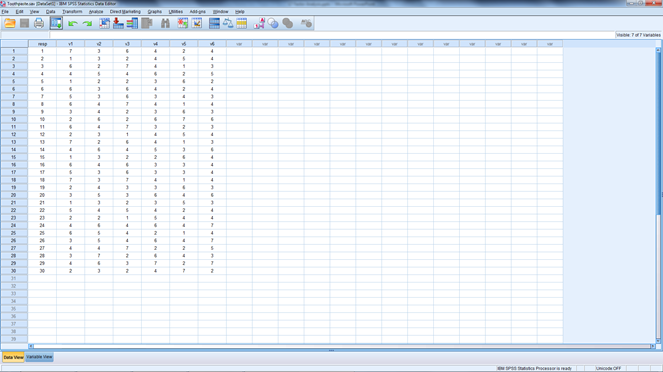 Toothpaste.sav [DataSet1] - IBM SPSS Statistics Data Editor
File Edit View Data Transform Analyze Direct Marketing Graphs Utilities Add-ons Window Help
Visible: 7 of 7 Variables
resp v1 v2 v3 v4 v5 v6 var var var var var var var var var var var var var
1 1 7 3 6 4 2 4
2 2 1 3 2 4 5 4
3 3 6 2 7 4 1 3
4 4 4 5 4 6 2 5
5 5 1 2 2 3 6 2
6 6 6 3 6 4 2 4
7 7 5 3 6 3 4 3
8 8 6 4 7 4 1 4
9 9 3 4 2 3 6 3
10 10 2 6 2 6 7 6
11 11 6 4 7 3 2 3
12 12 2 3 1 4 5 4
13 13 7 2 6 4 1 3
14 14 4 6 4 5 3 6
15 15 1 3 2 2 6 4
16 16 6 4 6 3 3 4
17 17 5 3 6 3 3 4
18 18 7 3 7 4 1 4
19 19 2 4 3 3 6 3
20 20 3 5 3 6 4 6
21 21 1 3 2 3 5 3
22 22 5 4 5 4 2 4
23 23 2 2 1 5 4 4
24 24 4 6 4 6 4 7
25 25 6 5 4 2 1 4
26 26 3 5 4 6 4 7
27 27 4 4 7 2 2 5
28 28 3 7 2 6 4 3
29 29 4 6 3 7 2 7
30 30 2 3 2 4 7 2
31
32
33
34
35
36
37
38
39
Data View Variable View
IBM SPSS Statistics Processor is ready Unicode:OFF